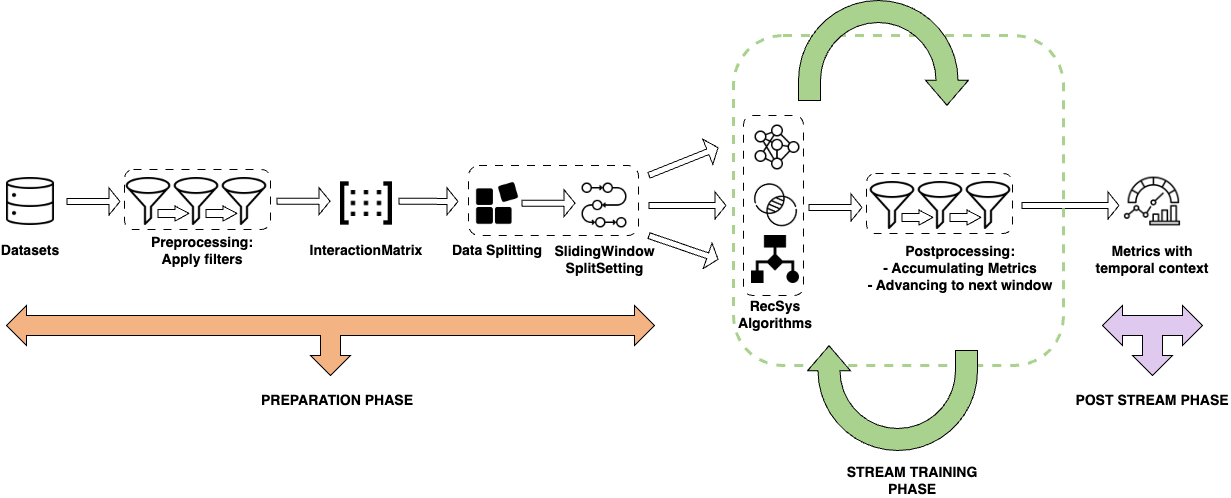 Datasets
Preprocessing:
Apply filters
InteractionMatrix
Data Splitting
SlidingWindow
SplitSetting
RecSys
Algorithms
Postprocessing:
- Accumulating Metrics
- Advancing to next window
Metrics with
temporal context
PREPARATION PHASE
STREAM TRAINING
PHASE
POST STREAM PHASE